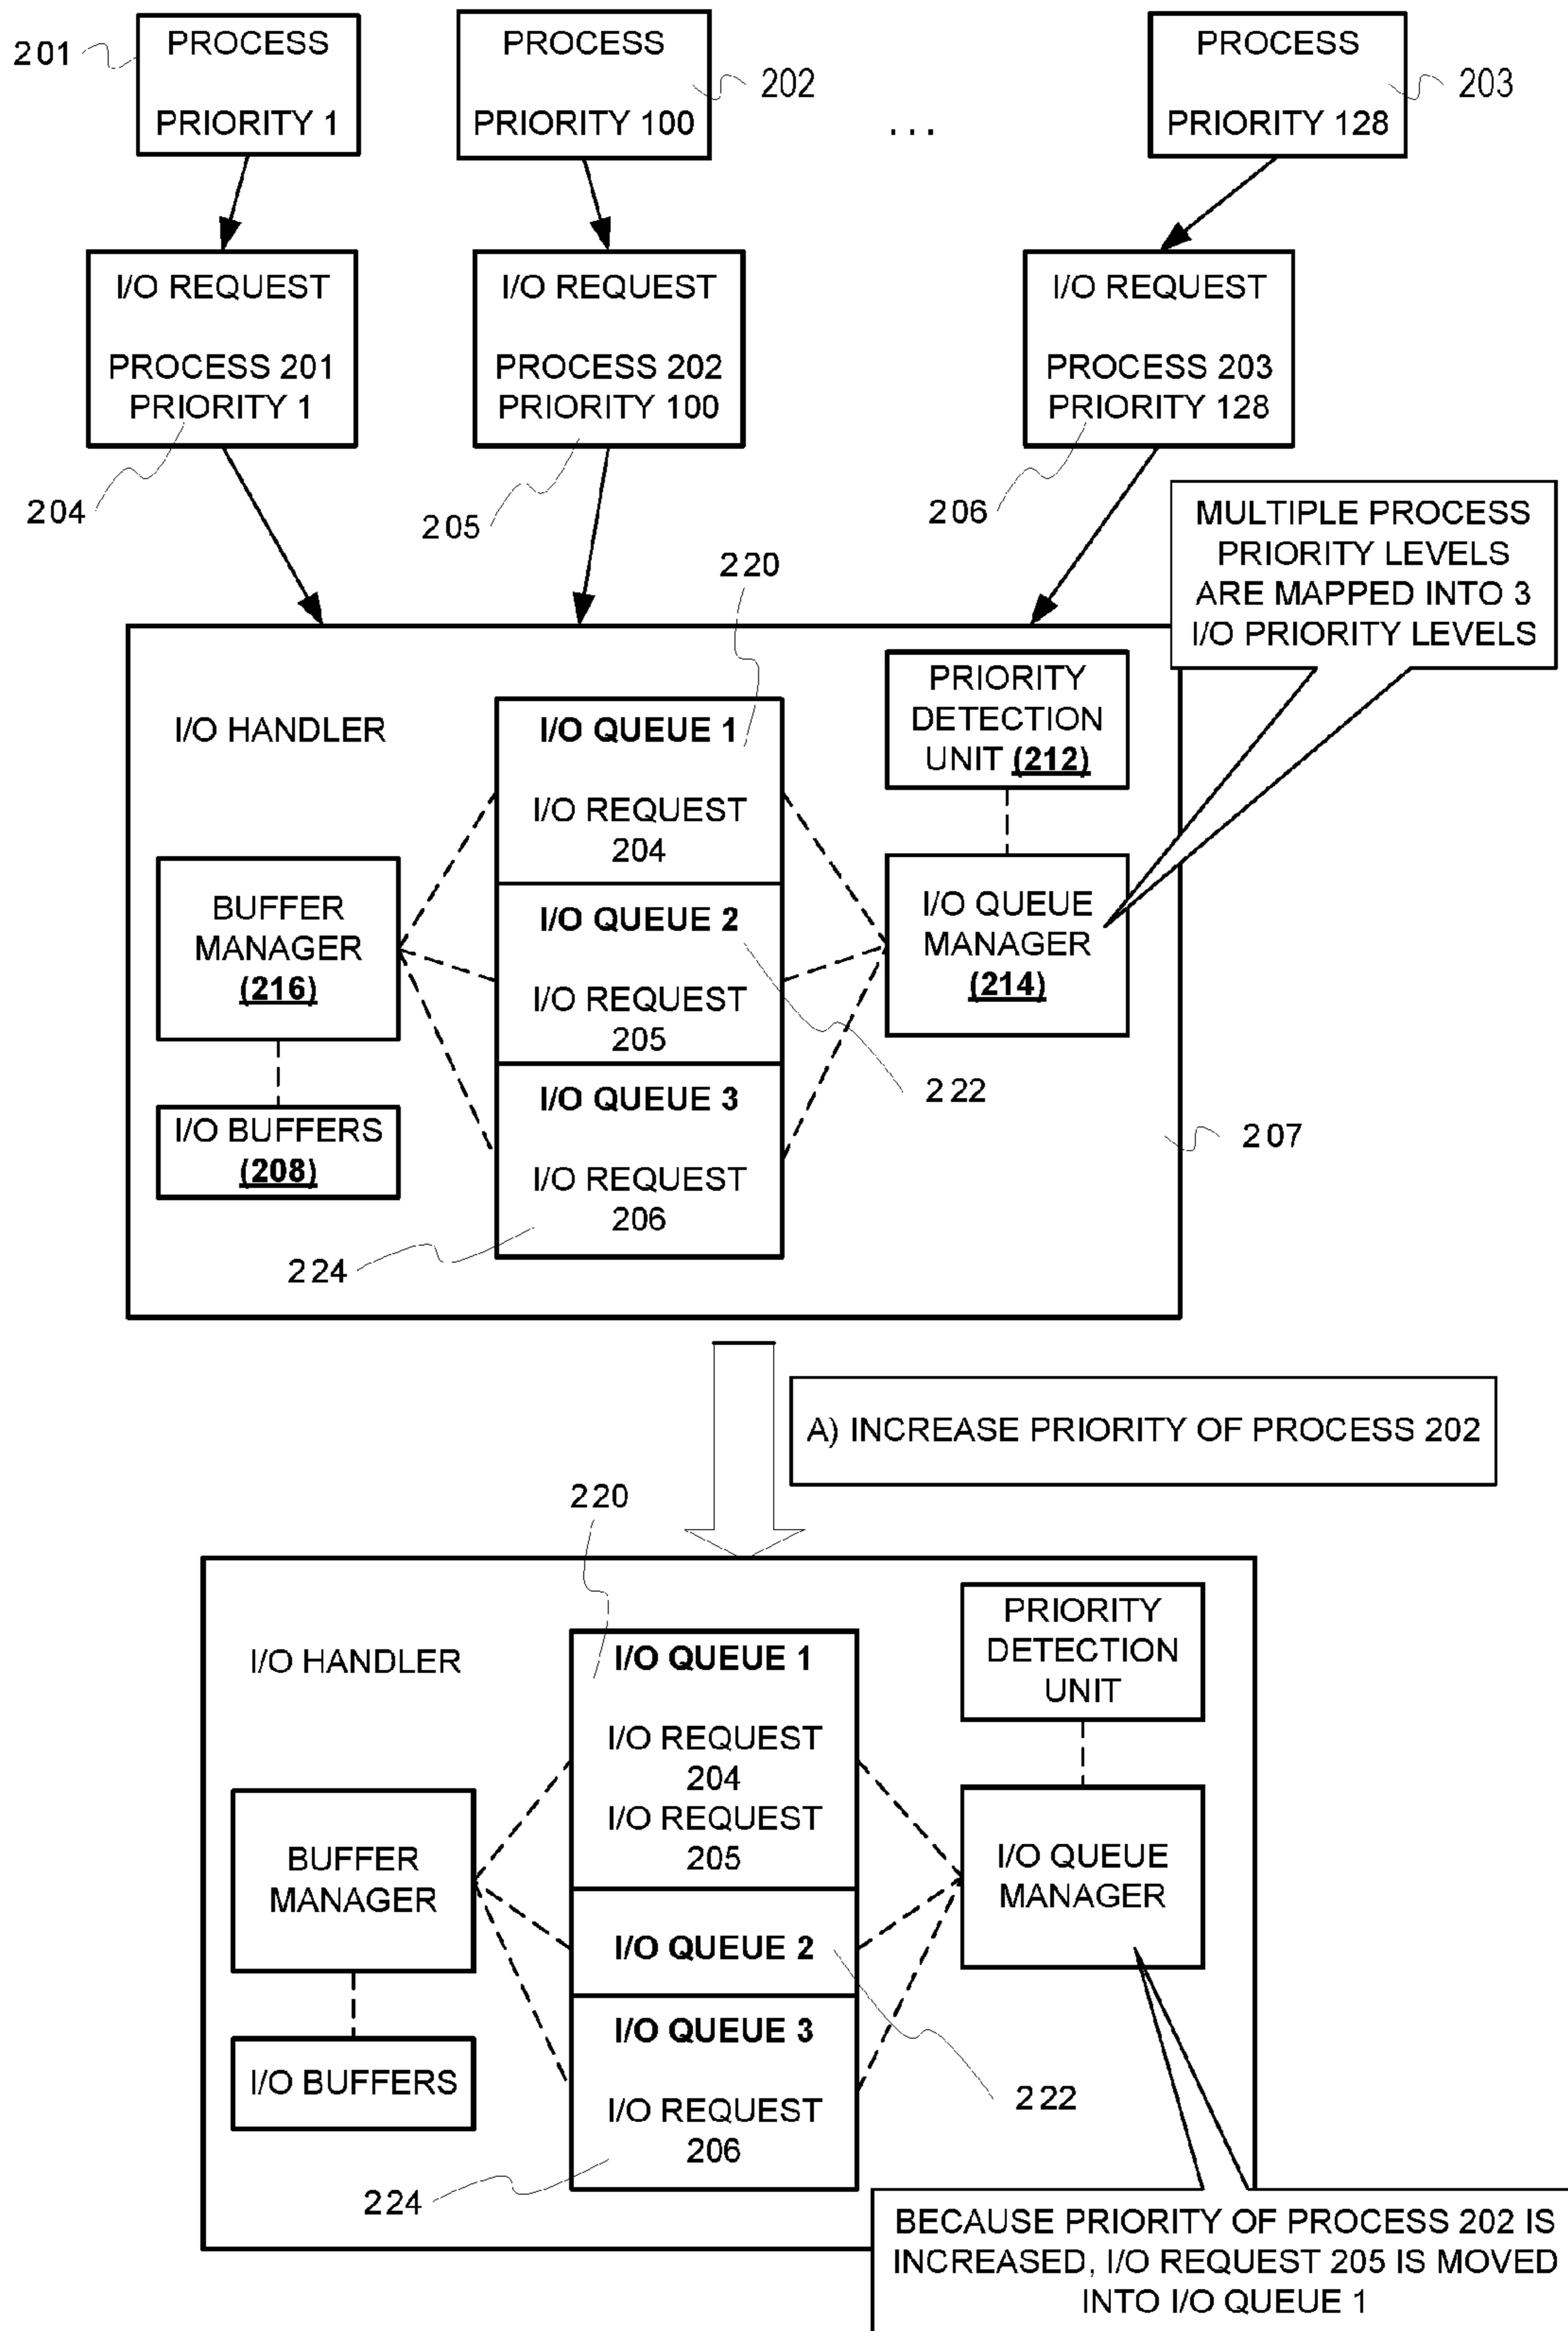 201
PROCESS
PRIORITY 1
PROCESS
PRIORITY 100
202
...
PROCESS
PRIORITY 128
203
I/O REQUEST
PROCESS 201
PRIORITY 1
204
I/O REQUEST
PROCESS 202
PRIORITY 100
205
I/O REQUEST
PROCESS 203
PRIORITY 128
206
MULTIPLE PROCESS
PRIORITY LEVELS
ARE MAPPED INTO 3
I/O PRIORITY LEVELS
220
I/O HANDLER
I/O QUEUE 1
I/O REQUEST
204
I/O QUEUE 2
I/O REQUEST
205
I/O QUEUE 3
I/O REQUEST
206
PRIORITY
DETECTION
UNIT (212)
BUFFER
MANAGER
(216)
I/O QUEUE
MANAGER
(214)
I/O BUFFERS
(208)
222
207
224
A) INCREASE PRIORITY OF PROCESS 202
220
I/O HANDLER
I/O QUEUE 1
I/O REQUEST
204
I/O REQUEST
205
I/O QUEUE 2
I/O QUEUE 3
I/O REQUEST
206
PRIORITY
DETECTION
UNIT
BUFFER
MANAGER
I/O QUEUE
MANAGER
I/O BUFFERS
222
224
BECAUSE PRIORITY OF PROCESS 202 IS
INCREASED, I/O REQUEST 205 IS MOVED
INTO I/O QUEUE 1